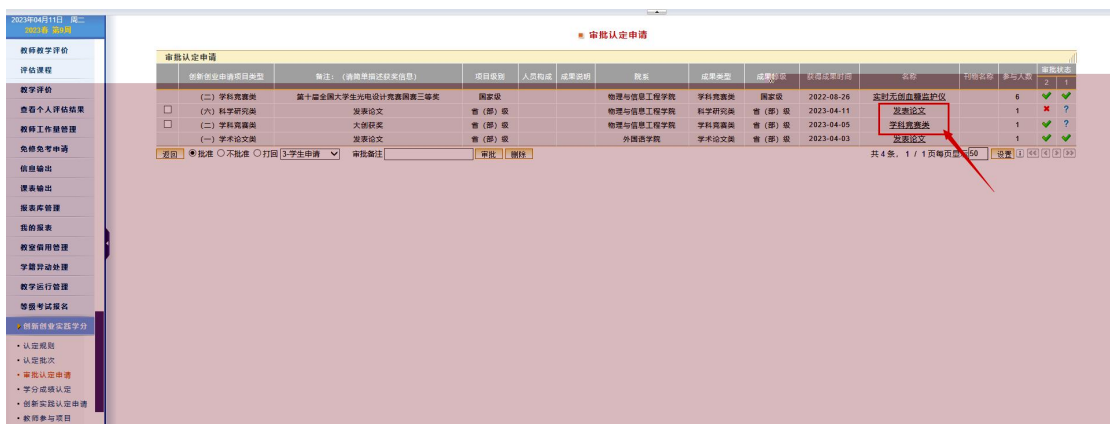 2023年04月11日 周二
2023春 第9周
教师教学评价
评估课程
教学评价
查看个人评估结果
教师工作量管理
免修免考申请
信息输出
课表输出
报表库管理
我的报表
教室借用管理
学籍异动处理
教学运行管理
等级考试报名
创新创业实践学分
• 认定规则
• 认定批次
• 审批认定申请
• 学分成绩认定
• 创新实践认定申请
• 教师参与项目
审批认定申请
审批认定申请
创新创业申请项目类型 备注：（请简单描述获奖信息） 项目级别 人员构成 成果说明 院系 成果类型 成果等级 获得成果时间 名称 刊物名称 参与人数 审批状态
2 1
（二）学科竞赛类 第十届全国大学生光电设计竞赛国赛三等奖 国家级 物理与信息工程学院 学科竞赛类 国家级 2022-08-26 实时无创血糖监护仪 6
（六）科学研究类 发表论文 省（部）级 物理与信息工程学院 科学研究类 省（部）级 2023-04-11 发表论文 1 ?
（二）学科竞赛类 大创获奖 省（部）级 物理与信息工程学院 学科竞赛类 省（部）级 2023-04-05 学科竞赛类 1 ?
（一）学术论文类 发表论文 省（部）级 外国语学院 学术论文类 省（部）级 2023-04-03 发表论文 1
返回 批准 不批准 打回 3-学生申请 审批备注 审批 删除 共4条，1 / 1页每页显示50 设置